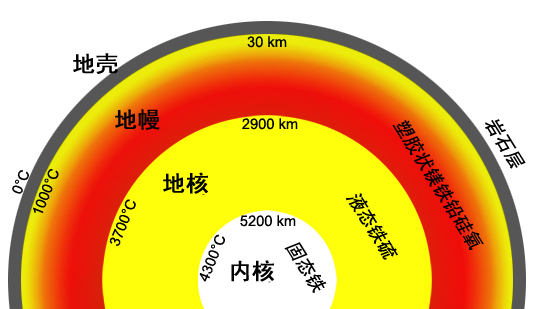 30 km
地壳
地幔
2900 km
塑胶状镁铁铅硅氧
岩石层
0°C
1000°C
地核
3700°C
液态铁硫
5200 km
4300°C
内核
固态铁